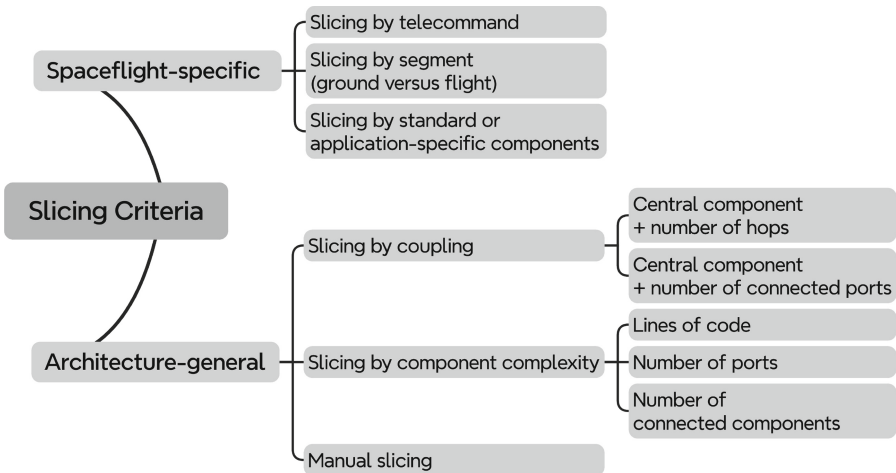 Slicing Criteria
Spaceflight-specific
Slicing by telecommand
Slicing by segment
(ground versus flight)
Slicing by standard or
application-specific components
Architecture-general
Slicing by coupling
Central component
+ number of hops
Central component
+ number of connected ports
Slicing by component complexity
Lines of code
Number of ports
Number of
connected components
Manual slicing